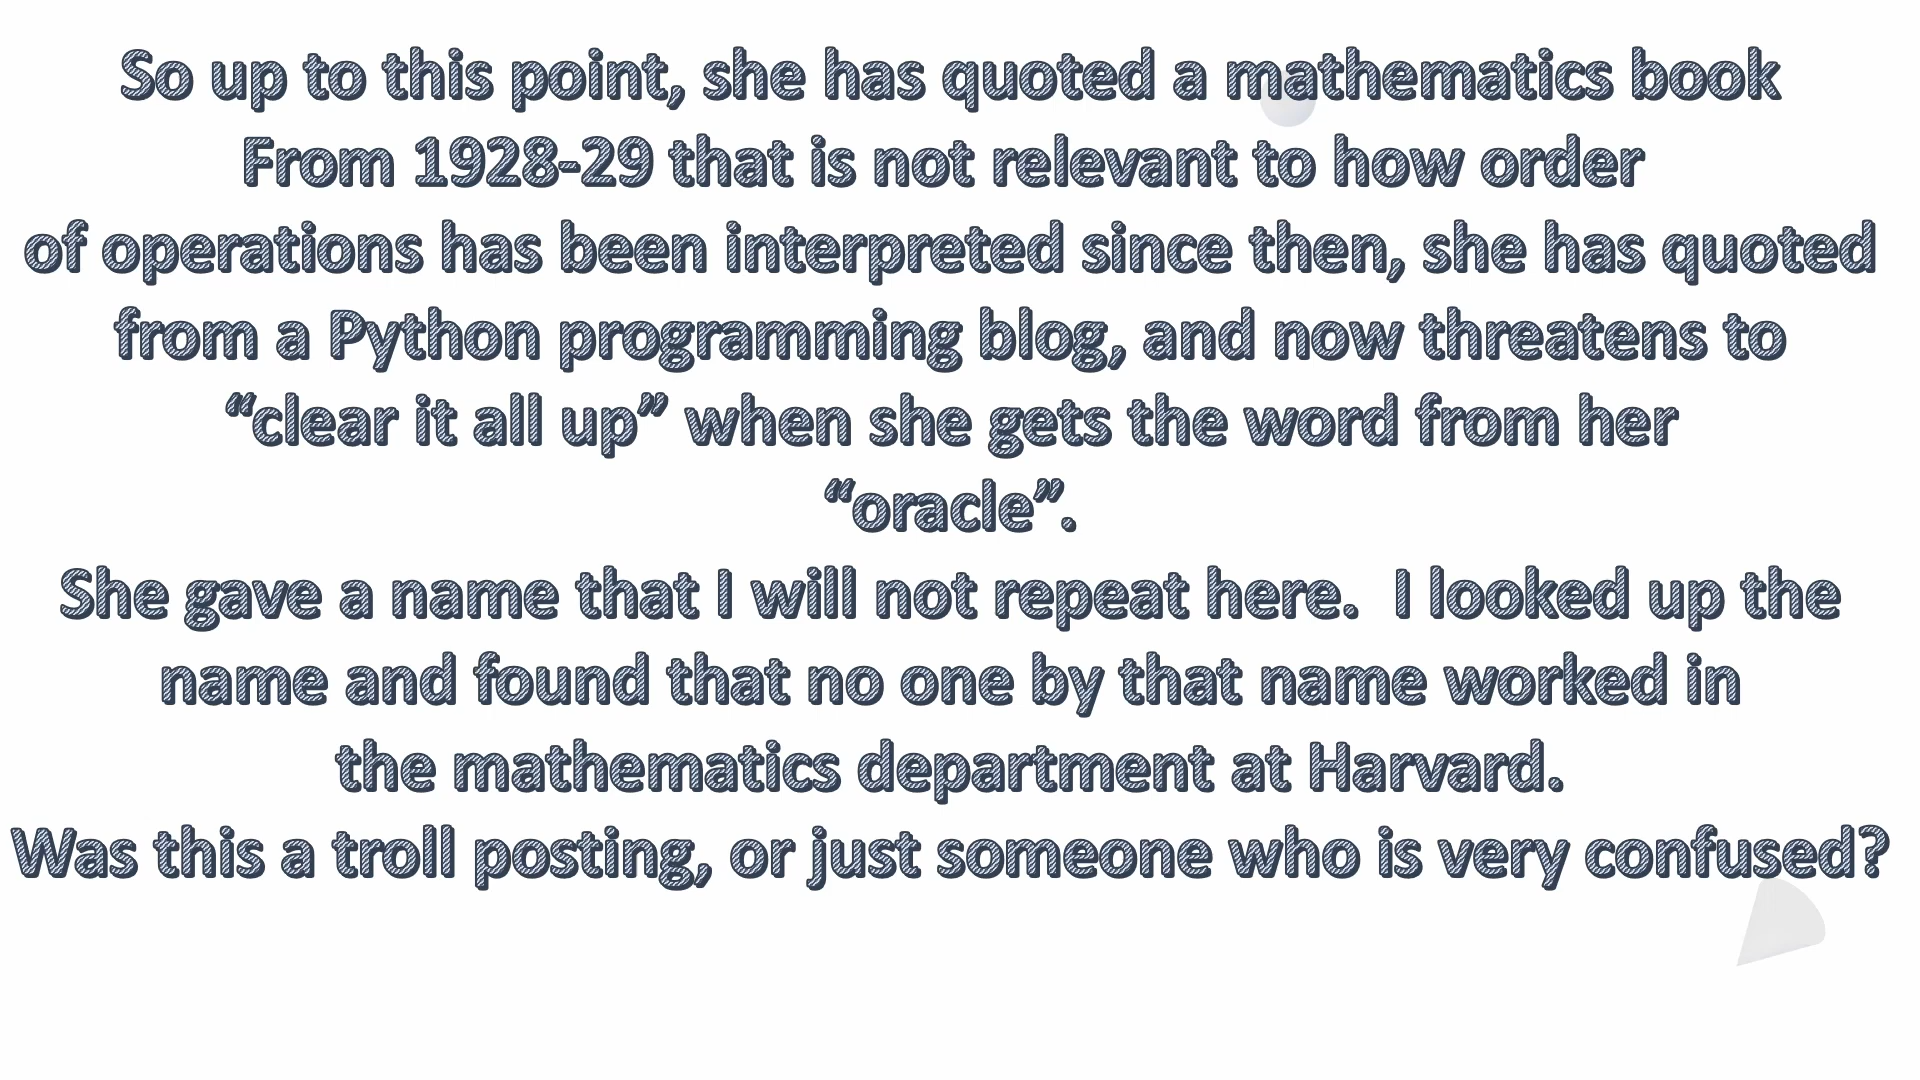 So up to this point, she has quoted a mathematics book
From 1928-29 that is not relevant to how order
of operations has been interpreted since then, she has quoted
from a Python programming blog, and now threatens to
“clear it all up” when she gets the word from her
“oracle”.
She gave a name that I will not repeat here.  I looked up the
name and found that no one by that name worked in
the mathematics department at Harvard.
Was this a troll posting, or just someone who is very confused?